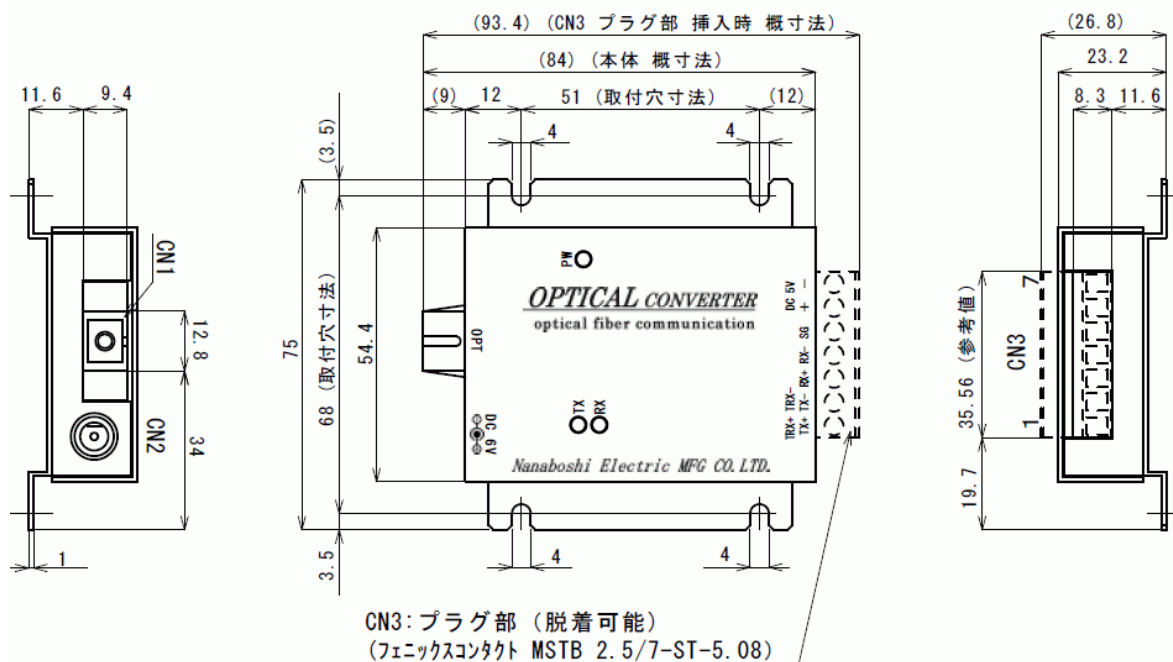 (93.4) (CN3 プラグ部 挿入時 概寸法)
(84) (本体 概寸法)
(9) 12 51 (取付穴寸法) (12)
4 4
11.6 9.4
(26.8)
23.2
8.3 11.6
(3.5)
75
68 (取付穴寸法)
54.4
3.5
4 4
CN1
12.8
CN2
34
1
PW
OPTICAL CONVERTER
optical fiber communication
OPT
TX RX
DC 6V
Nanaboshi Electric MFG CO.LTD.
DC 5V
+ -
SG
RX-
RX+
TRX-
TX-
TRX+
TX+
7
CN3
1
35.56 (参考値)
19.7
CN3:プラグ部 (脱着可能)
(フェニックスコンタクト MSTB 2.5/7-ST-5.08)